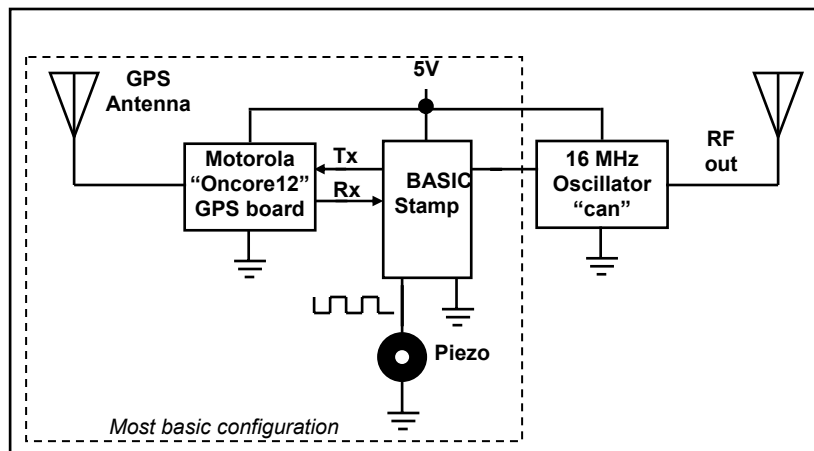 5V
GPS
Antenna
Motorola
“Oncore12”
GPS board
Tx
Rx
BASIC
Stamp
16 MHz
Oscillator
“can”
RF
out
Piezo
Most basic configuration